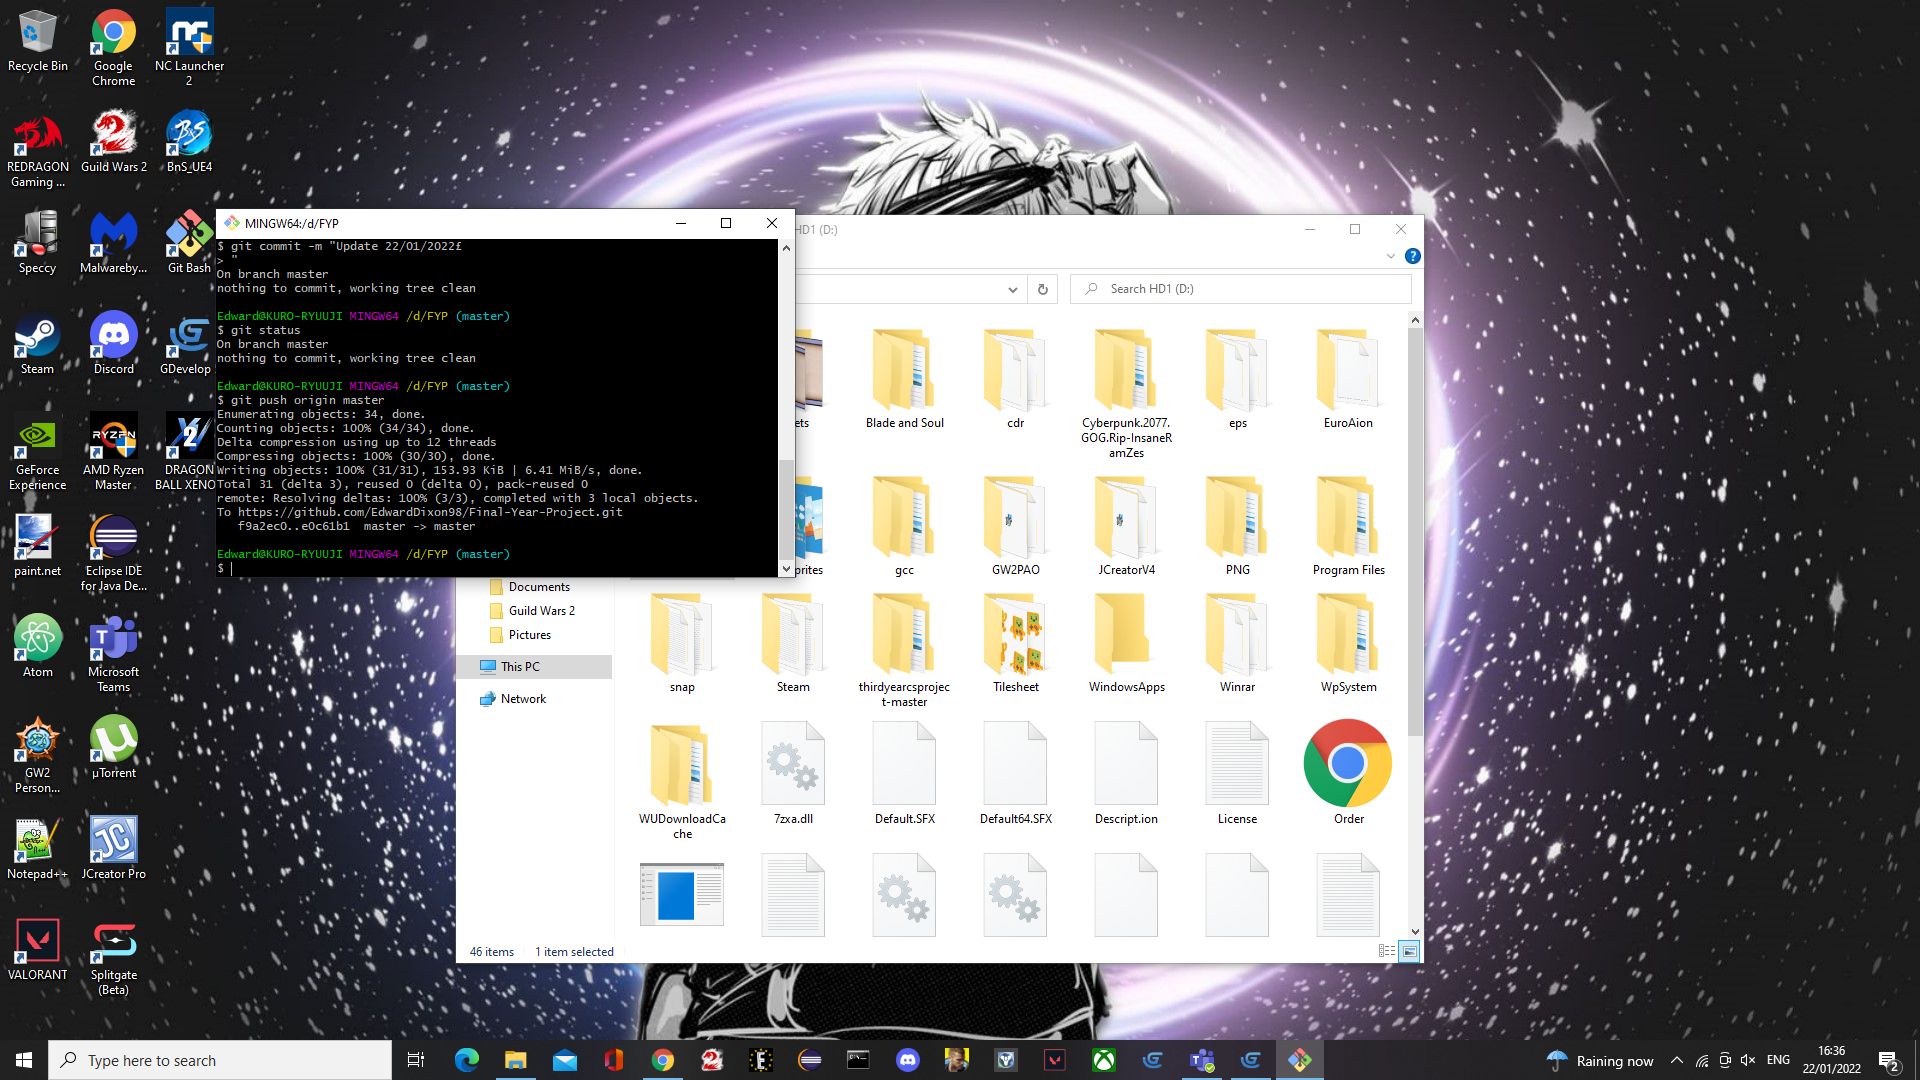 Recycle Bin
Google Chrome
NC Launcher 2
REDRAGON Gaming ...
Guild Wars 2
BnS_UE4
Speccy
Malwareby...
Git Bash
Steam
Discord
GDevelop
GeForce Experience
AMD Ryzen Master
DRAGON BALL XENO
paint.net
Eclipse IDE for Java De...
Atom
Microsoft Teams
GW2 Person...
µTorrent
Notepad++
JCreator Pro
VALORANT
Splitgate (Beta)
MINGW64:/d/FYP
$ git commit -m "Update 22/01/2022£
> "
On branch master
nothing to commit, working tree clean
Edward@KURO-RYUUJI MINGW64 /d/FYP (master)
$ git status
On branch master
nothing to commit, working tree clean
Edward@KURO-RYUUJI MINGW64 /d/FYP (master)
$ git push origin master
Enumerating objects: 34, done.
Counting objects: 100% (34/34), done.
Delta compression using up to 12 threads
Compressing objects: 100% (30/30), done.
Writing objects: 100% (31/31), 153.93 KiB | 6.41 MiB/s, done.
Total 31 (delta 3), reused 0 (delta 0), pack-reused 0
remote: Resolving deltas: 100% (3/3), completed with 3 local objects.
To https://github.com/EdwardDixon98/Final-Year-Project.git
f9a2ec0..e0c61b1 master -> master
Edward@KURO-RYUUJI MINGW64 /d/FYP (master)
$
HD1 (D:)
Search HD1 (D:)
ets
Blade and Soul
cdr
Cyberpunk.2077.
GOG.Rip-InsaneR
amZes
eps
EuroAion
prites
gcc
GW2PAO
JCreatorV4
PNG
Program Files
Documents
Guild Wars 2
Pictures
This PC
Network
snap
Steam
thirdyearcsprojec
t-master
Tilesheet
WindowsApps
Winrar
WpSystem
WUDownloadCa
che
7zxa.dll
Default.SFX
Default64.SFX
Descript.ion
License
Order
46 items
1 item selected
Type here to search
Raining now
ENG
16:36
22/01/2022
2